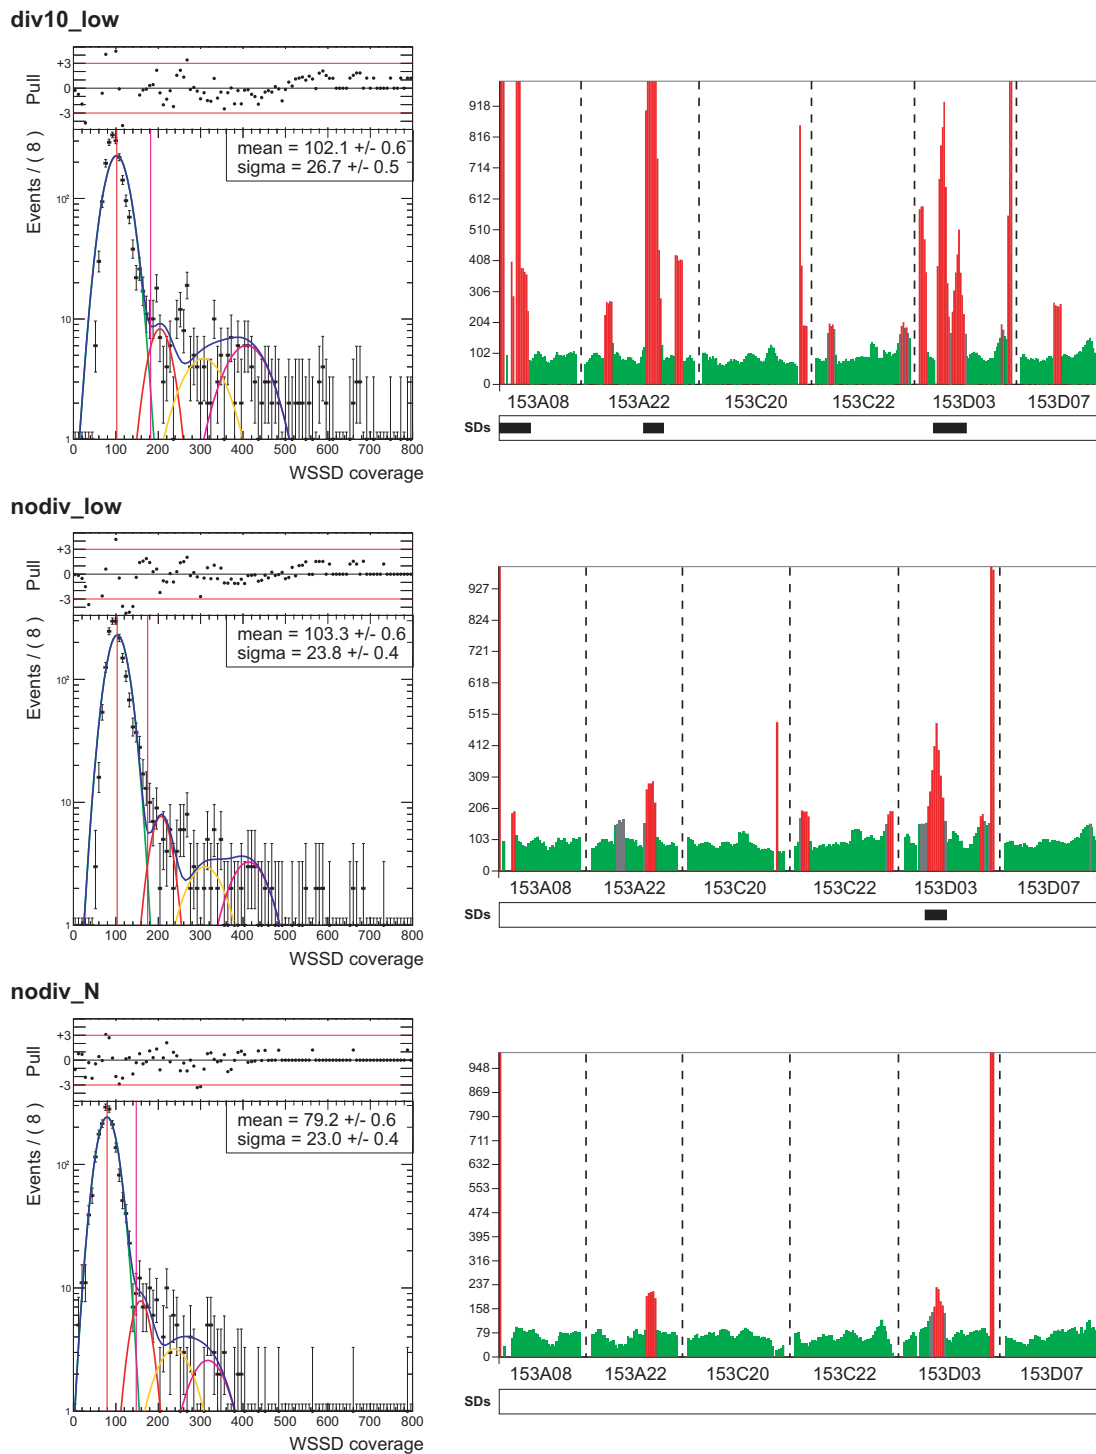 div10_low
Pull
+3
0
-3
Events / ( 8 )
mean = 102.1 +/- 0.6
sigma = 26.7 +/- 0.5
10²
10
1
0 100 200 300 400 500 600 700 800
WSSD coverage
918
816
714
612
510
408
306
204
102
0
153A08 153A22 153C20 153C22 153D03 153D07
SDs
nodiv_low
Pull
+3
0
-3
Events / ( 8 )
mean = 103.3 +/- 0.6
sigma = 23.8 +/- 0.4
10²
10
1
0 100 200 300 400 500 600 700 800
WSSD coverage
927
824
721
618
515
412
309
206
103
0
153A08 153A22 153C20 153C22 153D03 153D07
SDs
nodiv_N
Pull
+3
0
-3
Events / ( 8 )
mean = 79.2 +/- 0.6
sigma = 23.0 +/- 0.4
10²
10
1
0 100 200 300 400 500 600 700 800
WSSD coverage
948
869
790
711
632
553
474
395
316
237
158
79
0
153A08 153A22 153C20 153C22 153D03 153D07
SDs